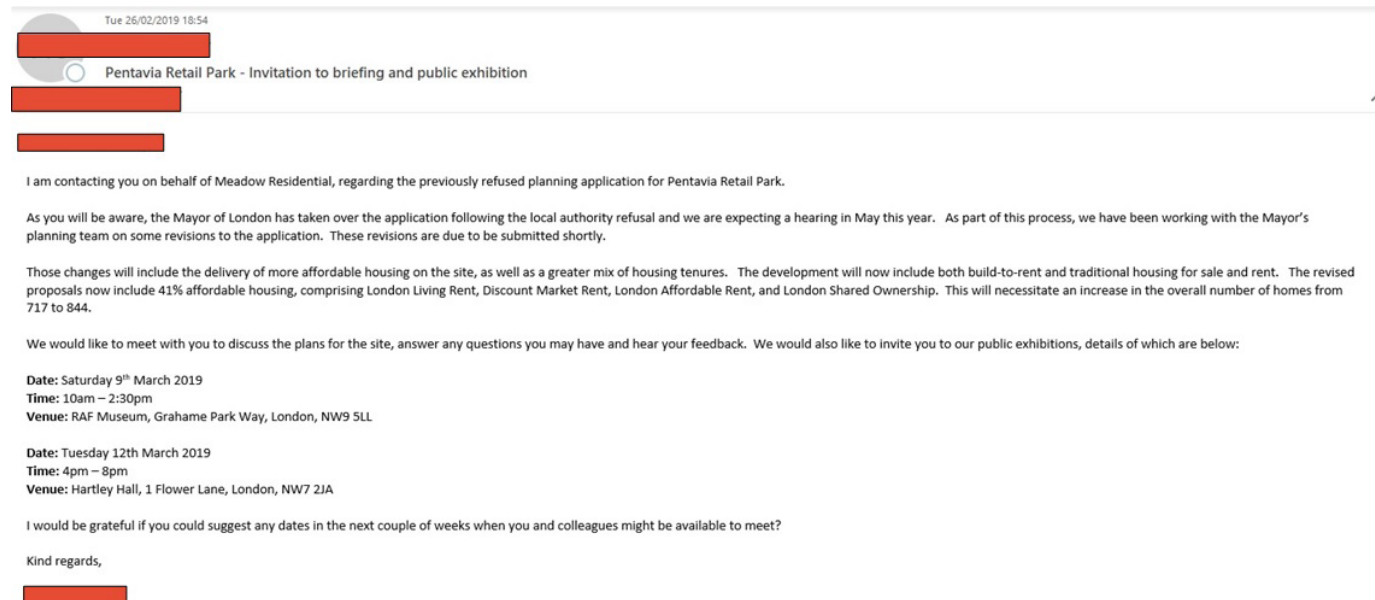 Tue 26/02/2019 18:54
Pentavia Retail Park - Invitation to briefing and public exhibition
I am contacting you on behalf of Meadow Residential, regarding the previously refused planning application for Pentavia Retail Park.
As you will be aware, the Mayor of London has taken over the application following the local authority refusal and we are expecting a hearing in May this year. As part of this process, we have been working with the Mayor's
planning team on some revisions to the application. These revisions are due to be submitted shortly.
Those changes will include the delivery of more affordable housing on the site, as well as a greater mix of housing tenures. The development will now include both build-to-rent and traditional housing for sale and rent. The revised
proposals now include 41% affordable housing, comprising London Living Rent, Discount Market Rent, London Affordable Rent, and London Shared Ownership. This will necessitate an increase in the overall number of homes from
717 to 844.
We would like to meet with you to discuss the plans for the site, answer any questions you may have and hear your feedback. We would also like to invite you to our public exhibitions, details of which are below:
Date: Saturday 9th March 2019
Time: 10am – 2:30pm
Venue: RAF Museum, Grahame Park Way, London, NW9 5LL
Date: Tuesday 12th March 2019
Time: 4pm – 8pm
Venue: Hartley Hall, 1 Flower Lane, London, NW7 2JA
I would be grateful if you could suggest any dates in the next couple of weeks when you and colleagues might be available to meet?
Kind regards,